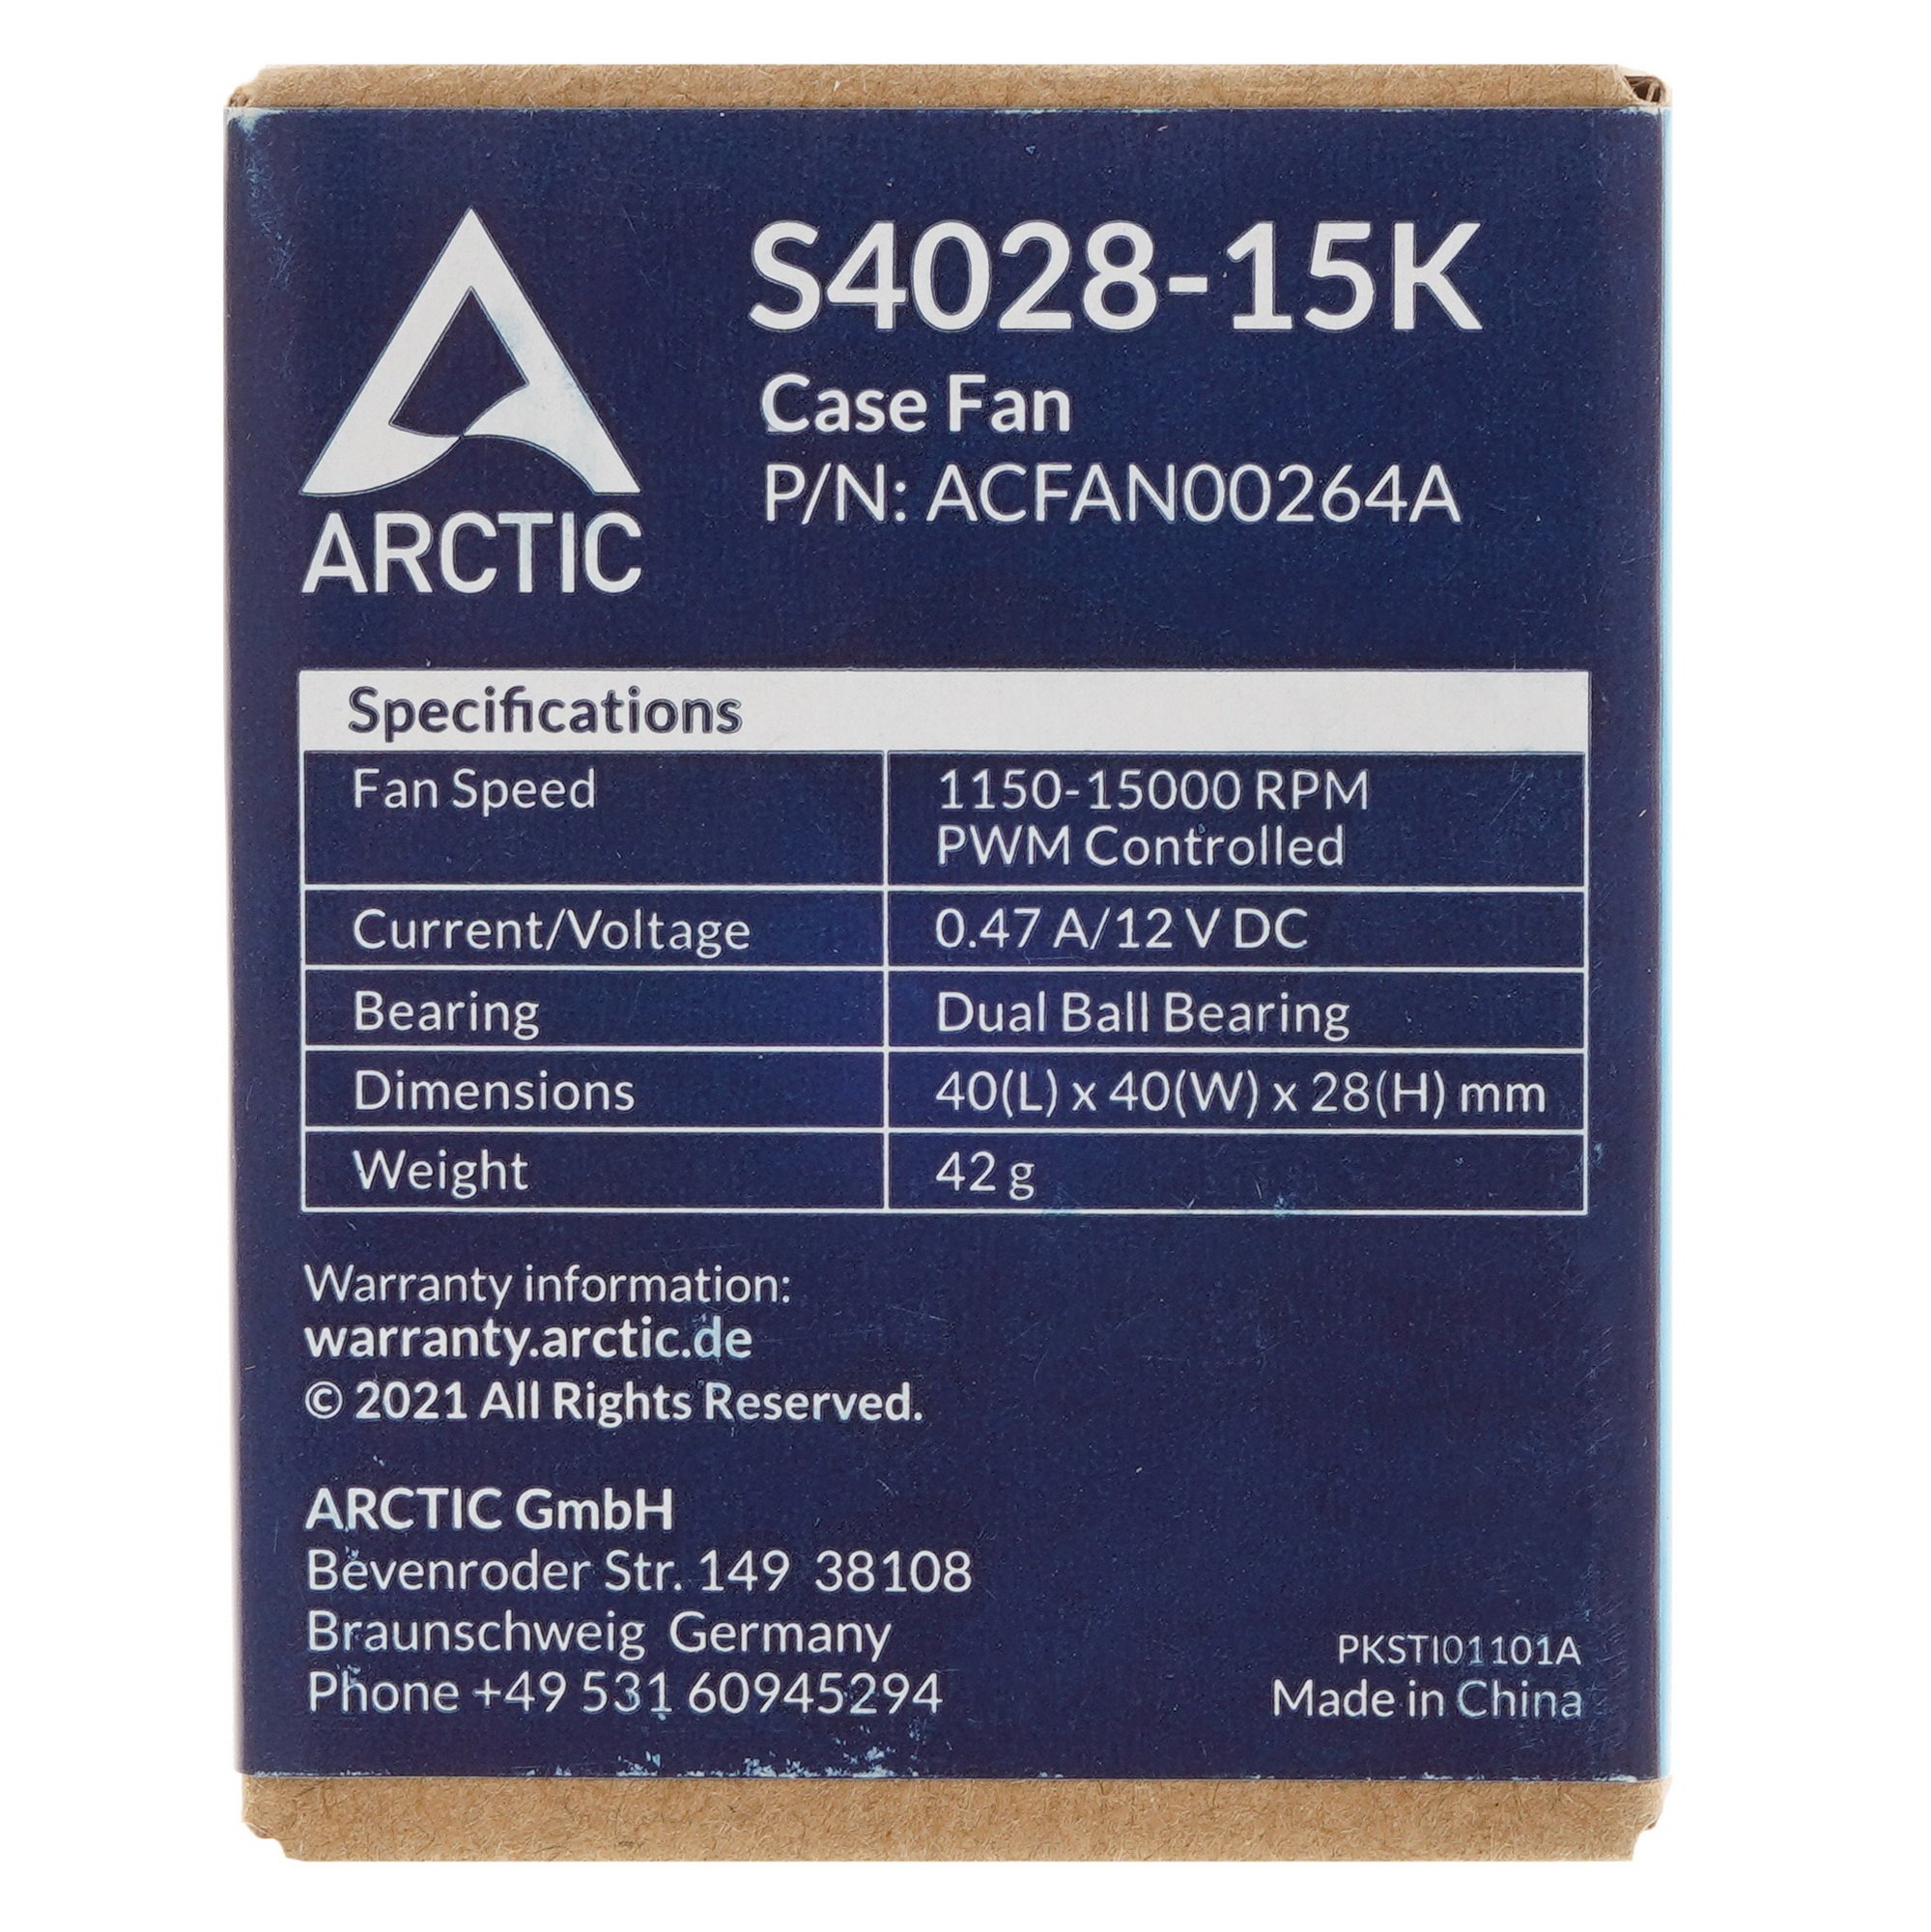 ARCTIC
S4028-15K
Case Fan
P/N: ACFAN00264A
Specifications
Fan Speed 1150-15000 RPM
PWM Controlled
Current/Voltage 0.47 A/12 V DC
Bearing Dual Ball Bearing
Dimensions 40(L) x 40(W) x 28(H) mm
Weight 42 g
Warranty information:
warranty.arctic.de
© 2021 All Rights Reserved.
ARCTIC GmbH
Bevenroder Str. 149 38108
Braunschweig Germany
Phone +49 531 60945294
PKSTI01101A
Made in China